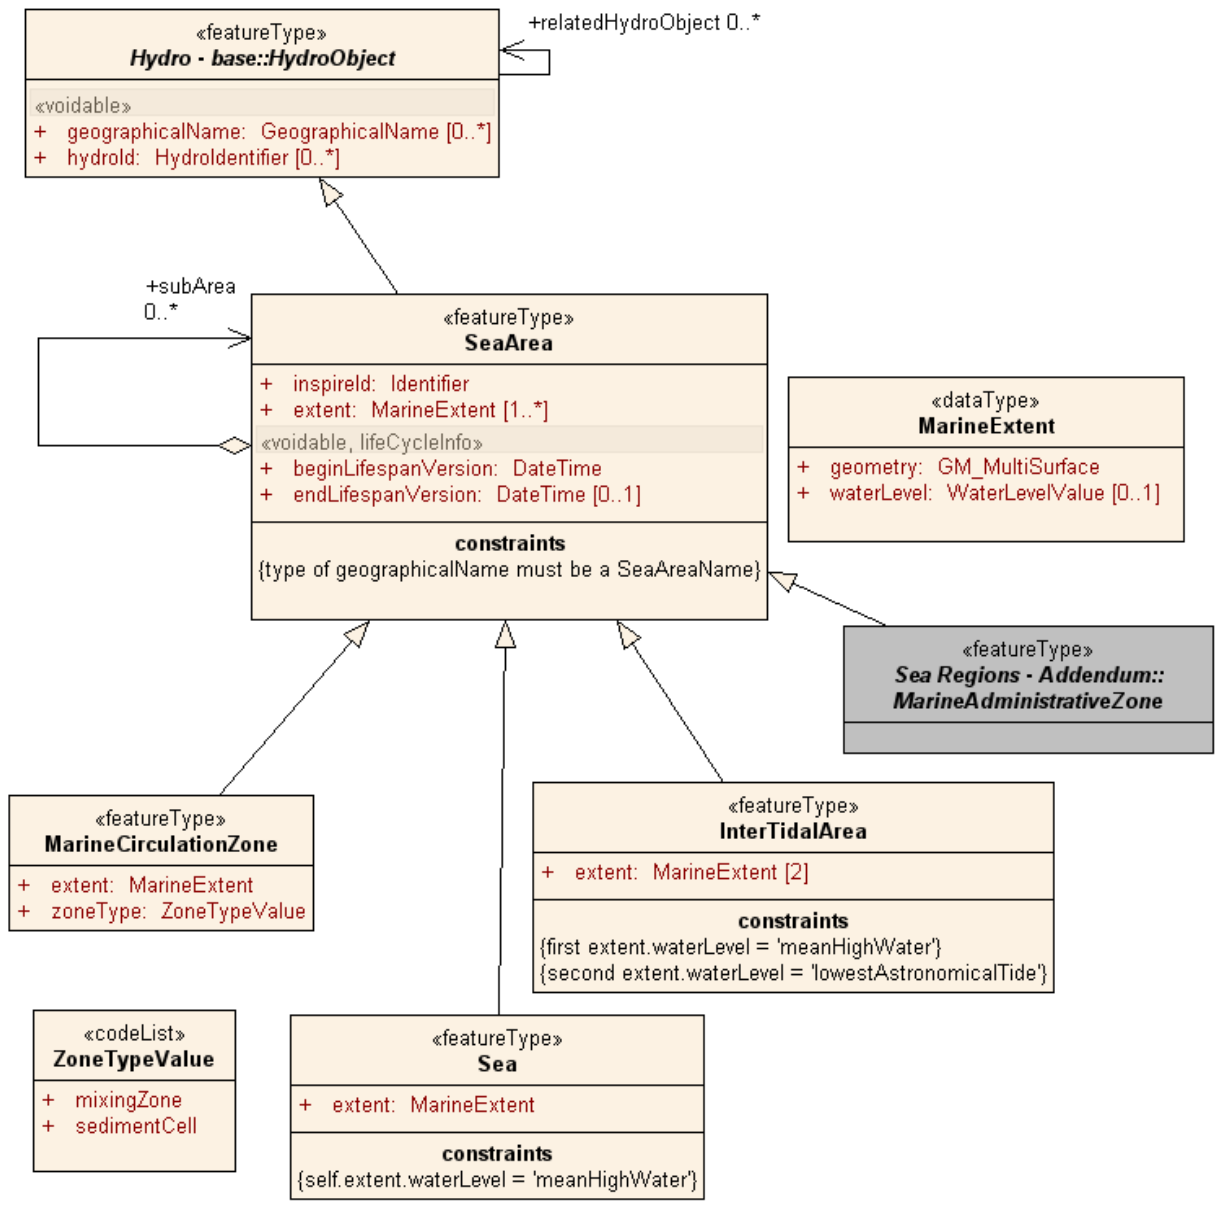 «featureType»
Hydro - base::HydroObject
+relatedHydroObject 0..*
«voidable»
+ geographicalName: GeographicalName [0..*]
+ hydroId: HydroIdentifier [0..*]
+subArea
0..*
«featureType»
SeaArea
+ inspireId: Identifier
+ extent: MarineExtent [1..*]
«voidable, lifeCycleInfo»
+ beginLifespanVersion: DateTime
+ endLifespanVersion: DateTime [0..1]
constraints
{type of geographicalName must be a SeaAreaName}
«dataType»
MarineExtent
+ geometry: GM_MultiSurface
+ waterLevel: WaterLevelValue [0..1]
«featureType»
Sea Regions - Addendum::
MarineAdministrativeZone
«featureType»
MarineCirculationZone
+ extent: MarineExtent
+ zoneType: ZoneTypeValue
«featureType»
InterTidalArea
+ extent: MarineExtent [2]
constraints
{first extent.waterLevel = 'meanHighWater'}
{second extent.waterLevel = 'lowestAstronomicalTide'}
«codeList»
ZoneTypeValue
+ mixingZone
+ sedimentCell
«featureType»
Sea
+ extent: MarineExtent
constraints
{self.extent.waterLevel = 'meanHighWater'}